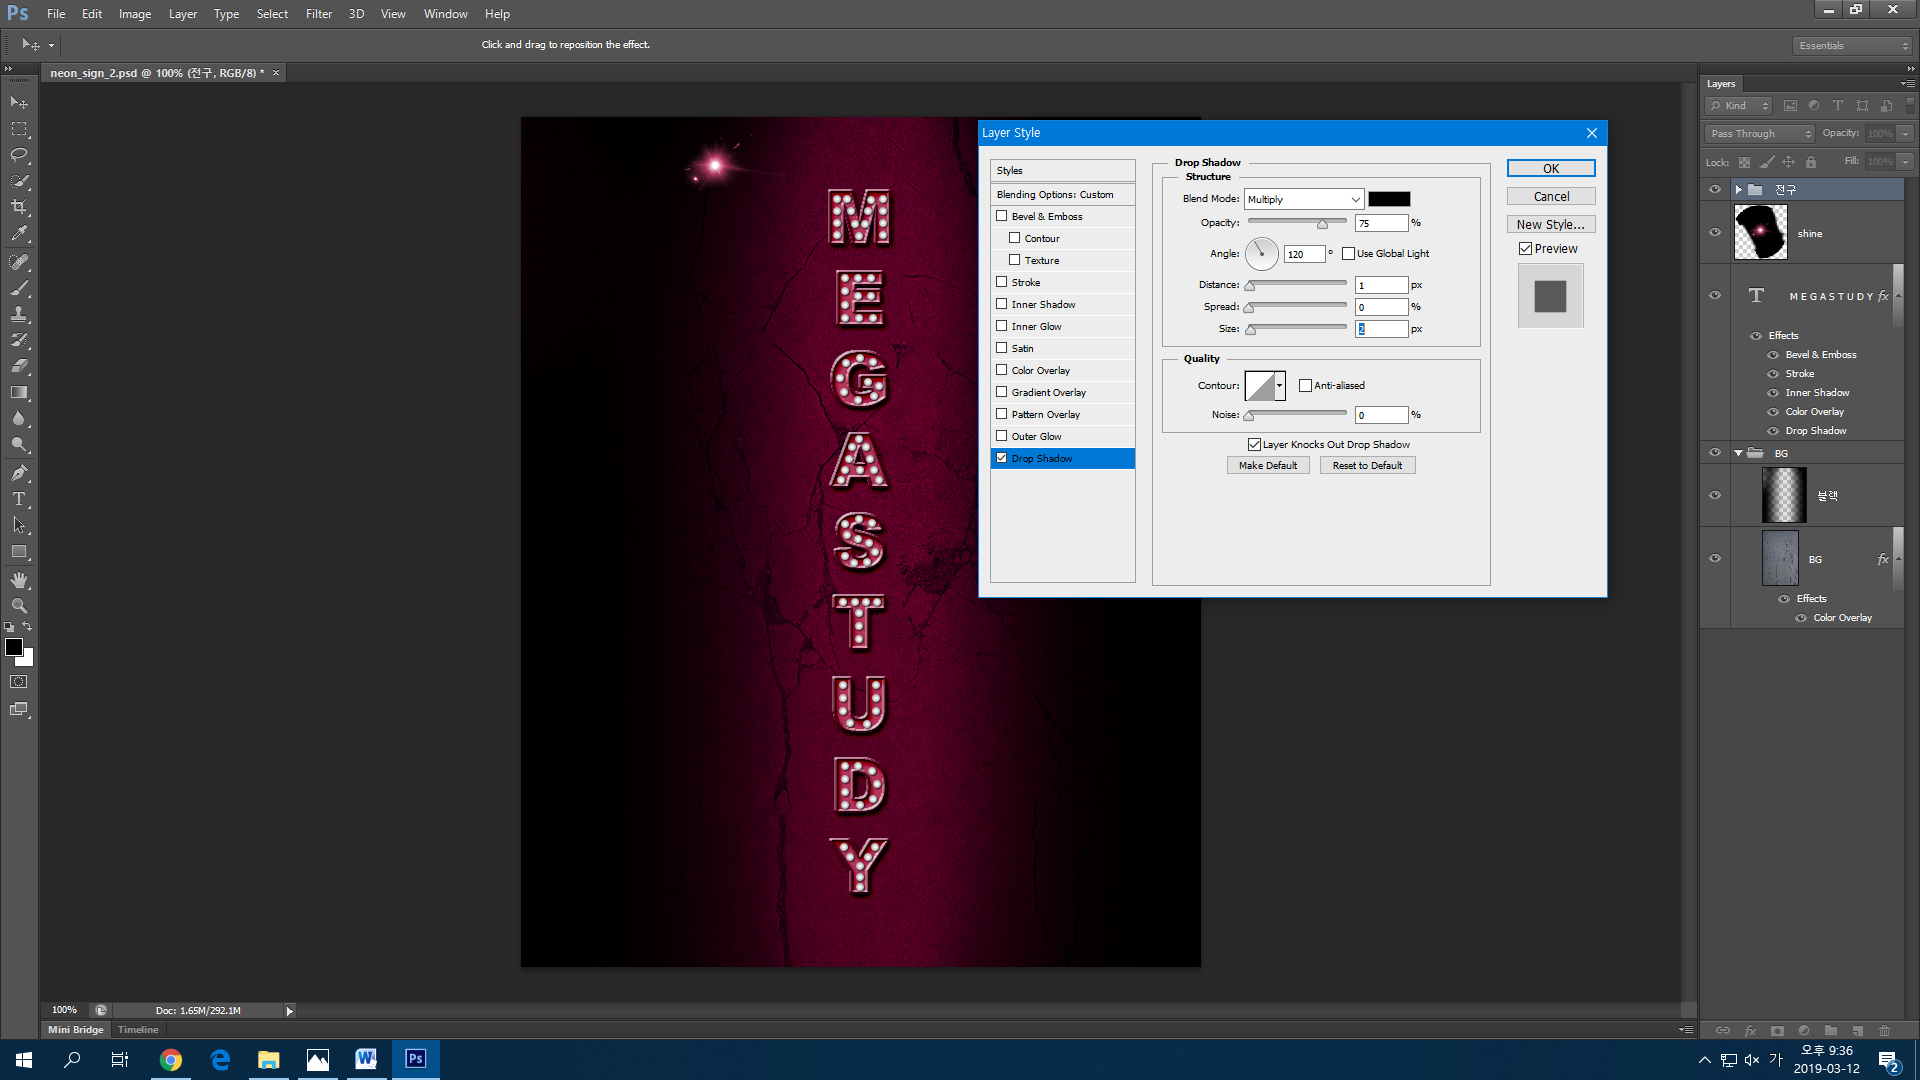 Ps File Edit Image Layer Type Select Filter 3D View Window Help
Click and drag to reposition the effect.
Essentials
neon_sign_2.psd @ 100% (전구, RGB/8) * ×
M
E
G
A
S
T
U
D
Y
Layer Style
Styles
Blending Options: Custom
Bevel & Emboss
Contour
Texture
Stroke
Inner Shadow
Inner Glow
Satin
Color Overlay
Gradient Overlay
Pattern Overlay
Outer Glow
Drop Shadow
Drop Shadow
Structure
Blend Mode: Multiply
Opacity: 75 %
Angle: 120 ° Use Global Light
Distance: 1 px
Spread: 0 %
Size: 2 px
Quality
Contour: Anti-aliased
Noise: 0 %
Layer Knocks Out Drop Shadow
Make Default Reset to Default
OK
Cancel
New Style...
Preview
Layers
Kind
Pass Through Opacity: 100%
Lock: Fill: 100%
전구
shine
T M E G A S T U D Y fx
Effects
Bevel & Emboss
Stroke
Inner Shadow
Color Overlay
Drop Shadow
BG
블랙
BG fx
Effects
Color Overlay
100% Doc: 1.65M/292.1M
Mini Bridge Timeline
가 오후 9:36
2019-03-12
2